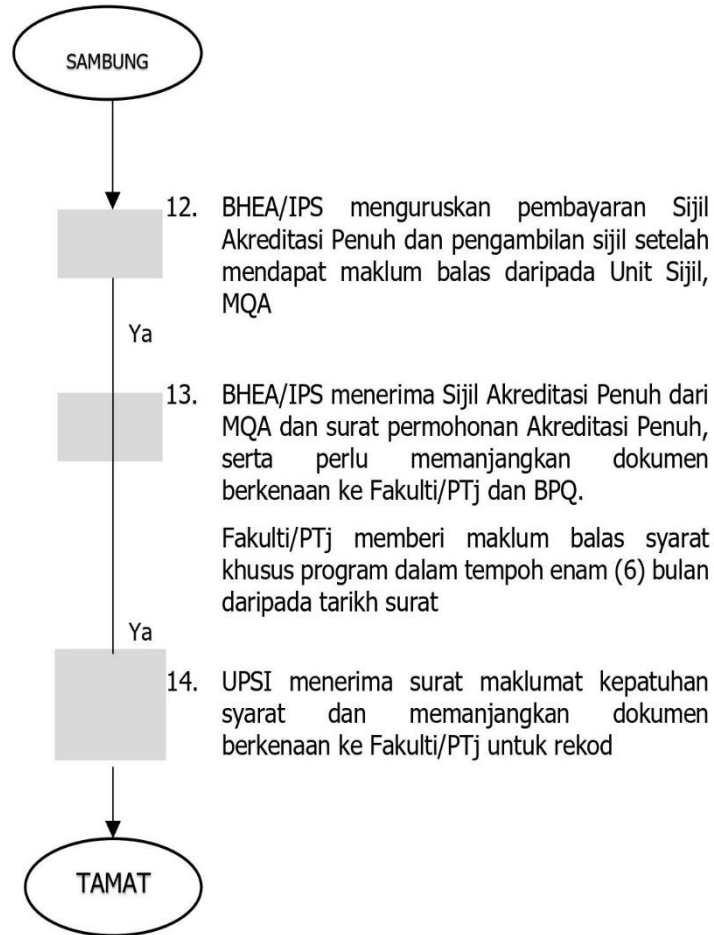 SAMBUNG
12. BHEA/IPS menguruskan pembayaran Sijil
Akreditasi Penuh dan pengambilan sijil setelah
mendapat maklum balas daripada Unit Sijil,
MQA
Ya
13. BHEA/IPS menerima Sijil Akreditasi Penuh dari
MQA dan surat permohonan Akreditasi Penuh,
serta perlu memanjangkan dokumen
berkenaan ke Fakulti/PTj dan BPQ.
Fakulti/PTj memberi maklum balas syarat
khusus program dalam tempoh enam (6) bulan
daripada tarikh surat
Ya
14. UPSI menerima surat maklumat kepatuhan
syarat dan memanjangkan dokumen
berkenaan ke Fakulti/PTj untuk rekod
TAMAT